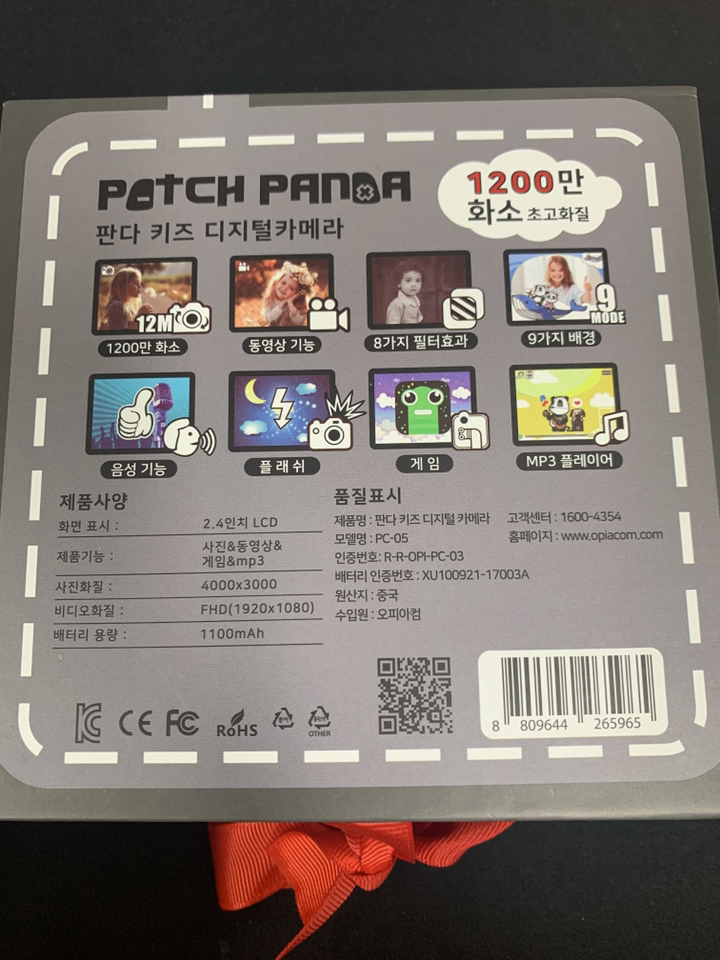 POTCH PANDA
판다 키즈 디지털카메라
1200만
화소 초고화질
12M
1200만 화소
동영상 기능
8가지 필터효과
9
MODE
9가지 배경
음성 기능
플래쉬
게임
MP3 플레이어
제품사양
화면 표시 : 2.4인치 LCD
제품기능 : 사진&동영상&
게임&mp3
사진화질 : 4000x3000
비디오화질 : FHD(1920x1080)
배터리 용량 : 1100mAh
품질표시
제품명 : 판다 키즈 디지털 카메라
모델명 : PC-05
인증번호: R-R-OPI-PC-03
배터리 인증번호 : XU100921-17003A
원산지 : 중국
수입원 : 오피아컴
고객센터 : 1600-4354
홈페이지 : www.opiacom.com
KC CE FC RoHS
OTHER
8 809644 265965